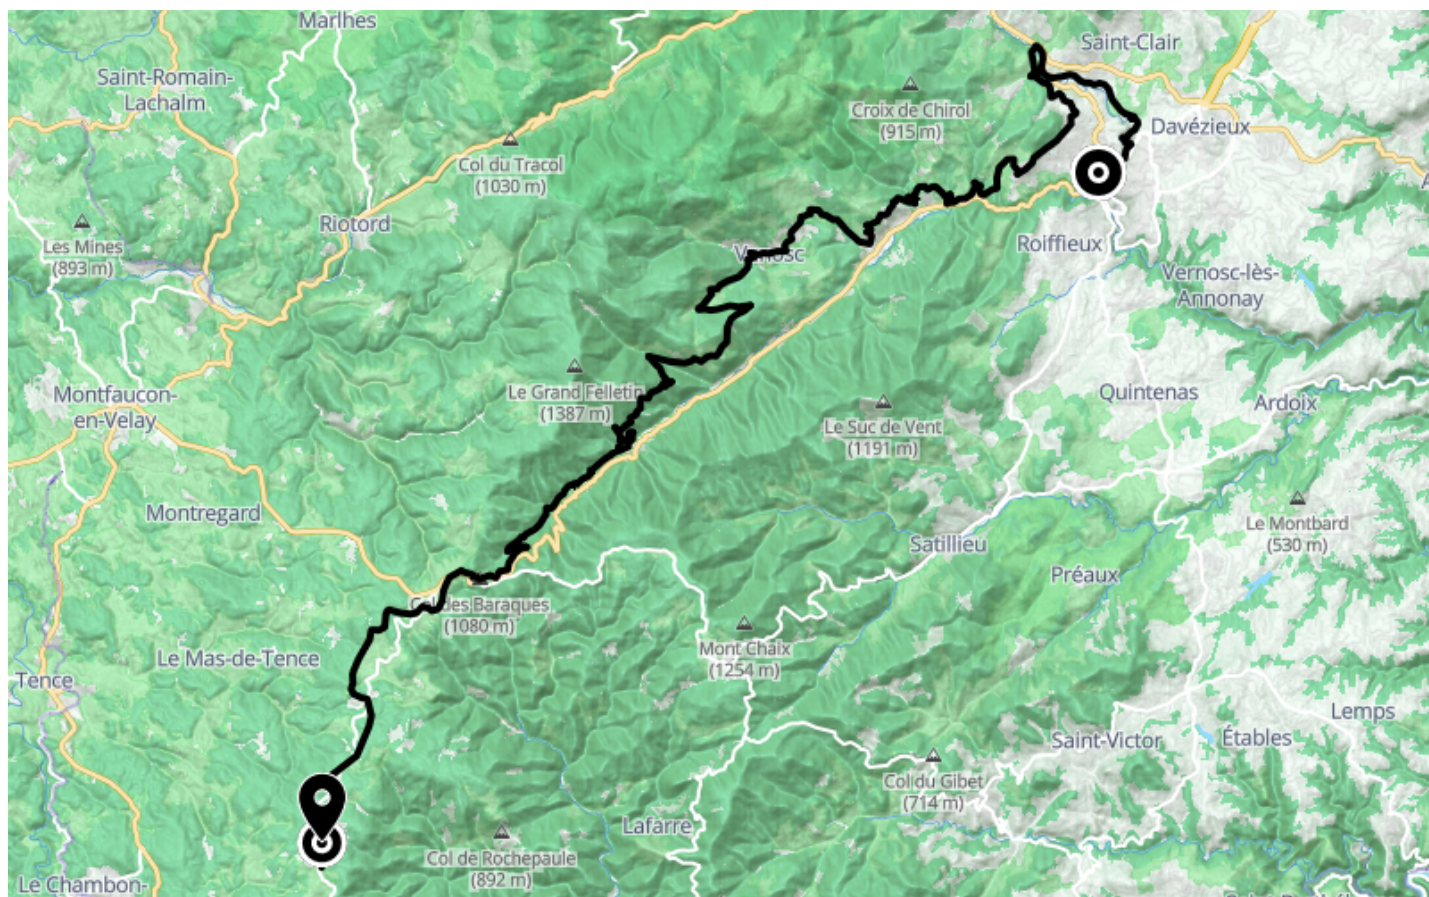 Marlhes
Saint-Clair
Saint-Romain-
Lachalm
Croix de Chirol
(915 m)
Davézieux
Col du Tracol
(1030 m)
Riotord
Les Mines
(893 m)
Roiffieux
Vernosc-lès-
Annonay
Le Grand Felletin
(1387 m)
Montfaucon-
en-Velay
Quintenas
Ardoix
Le Suc de Vent
(1191 m)
Montregard
Le Montbard
(530 m)
Satillieu
Préaux
Col des Baraques
(1080 m)
Mont Chaix
(1254 m)
Le Mas-de-Tence
Tence
Lemps
Saint-Victor
Étables
Col du Gibet
(714 m)
Lafarre
Col de Rochepaule
(892 m)
Le Chambon-